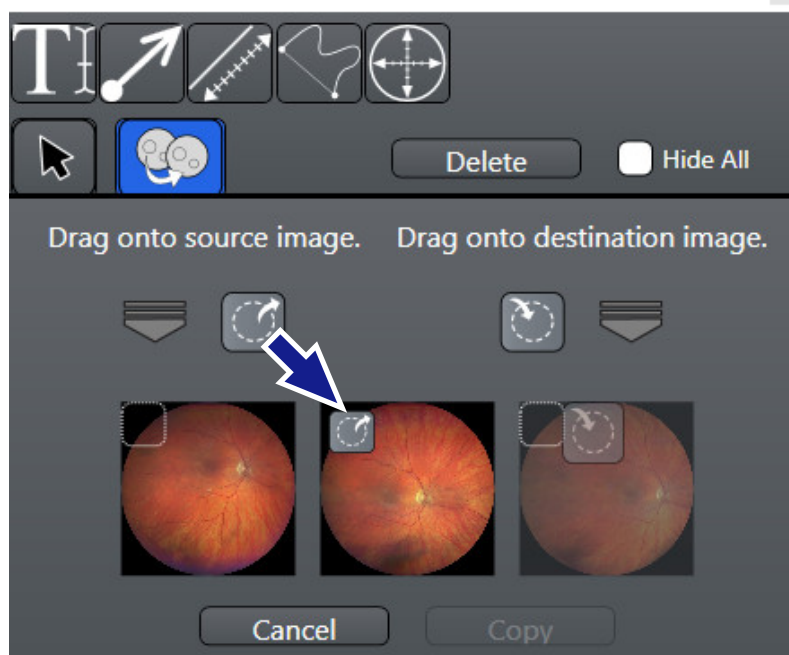 T
Delete
Hide All
Drag onto source image.
Drag onto destination image.
Cancel
Copy